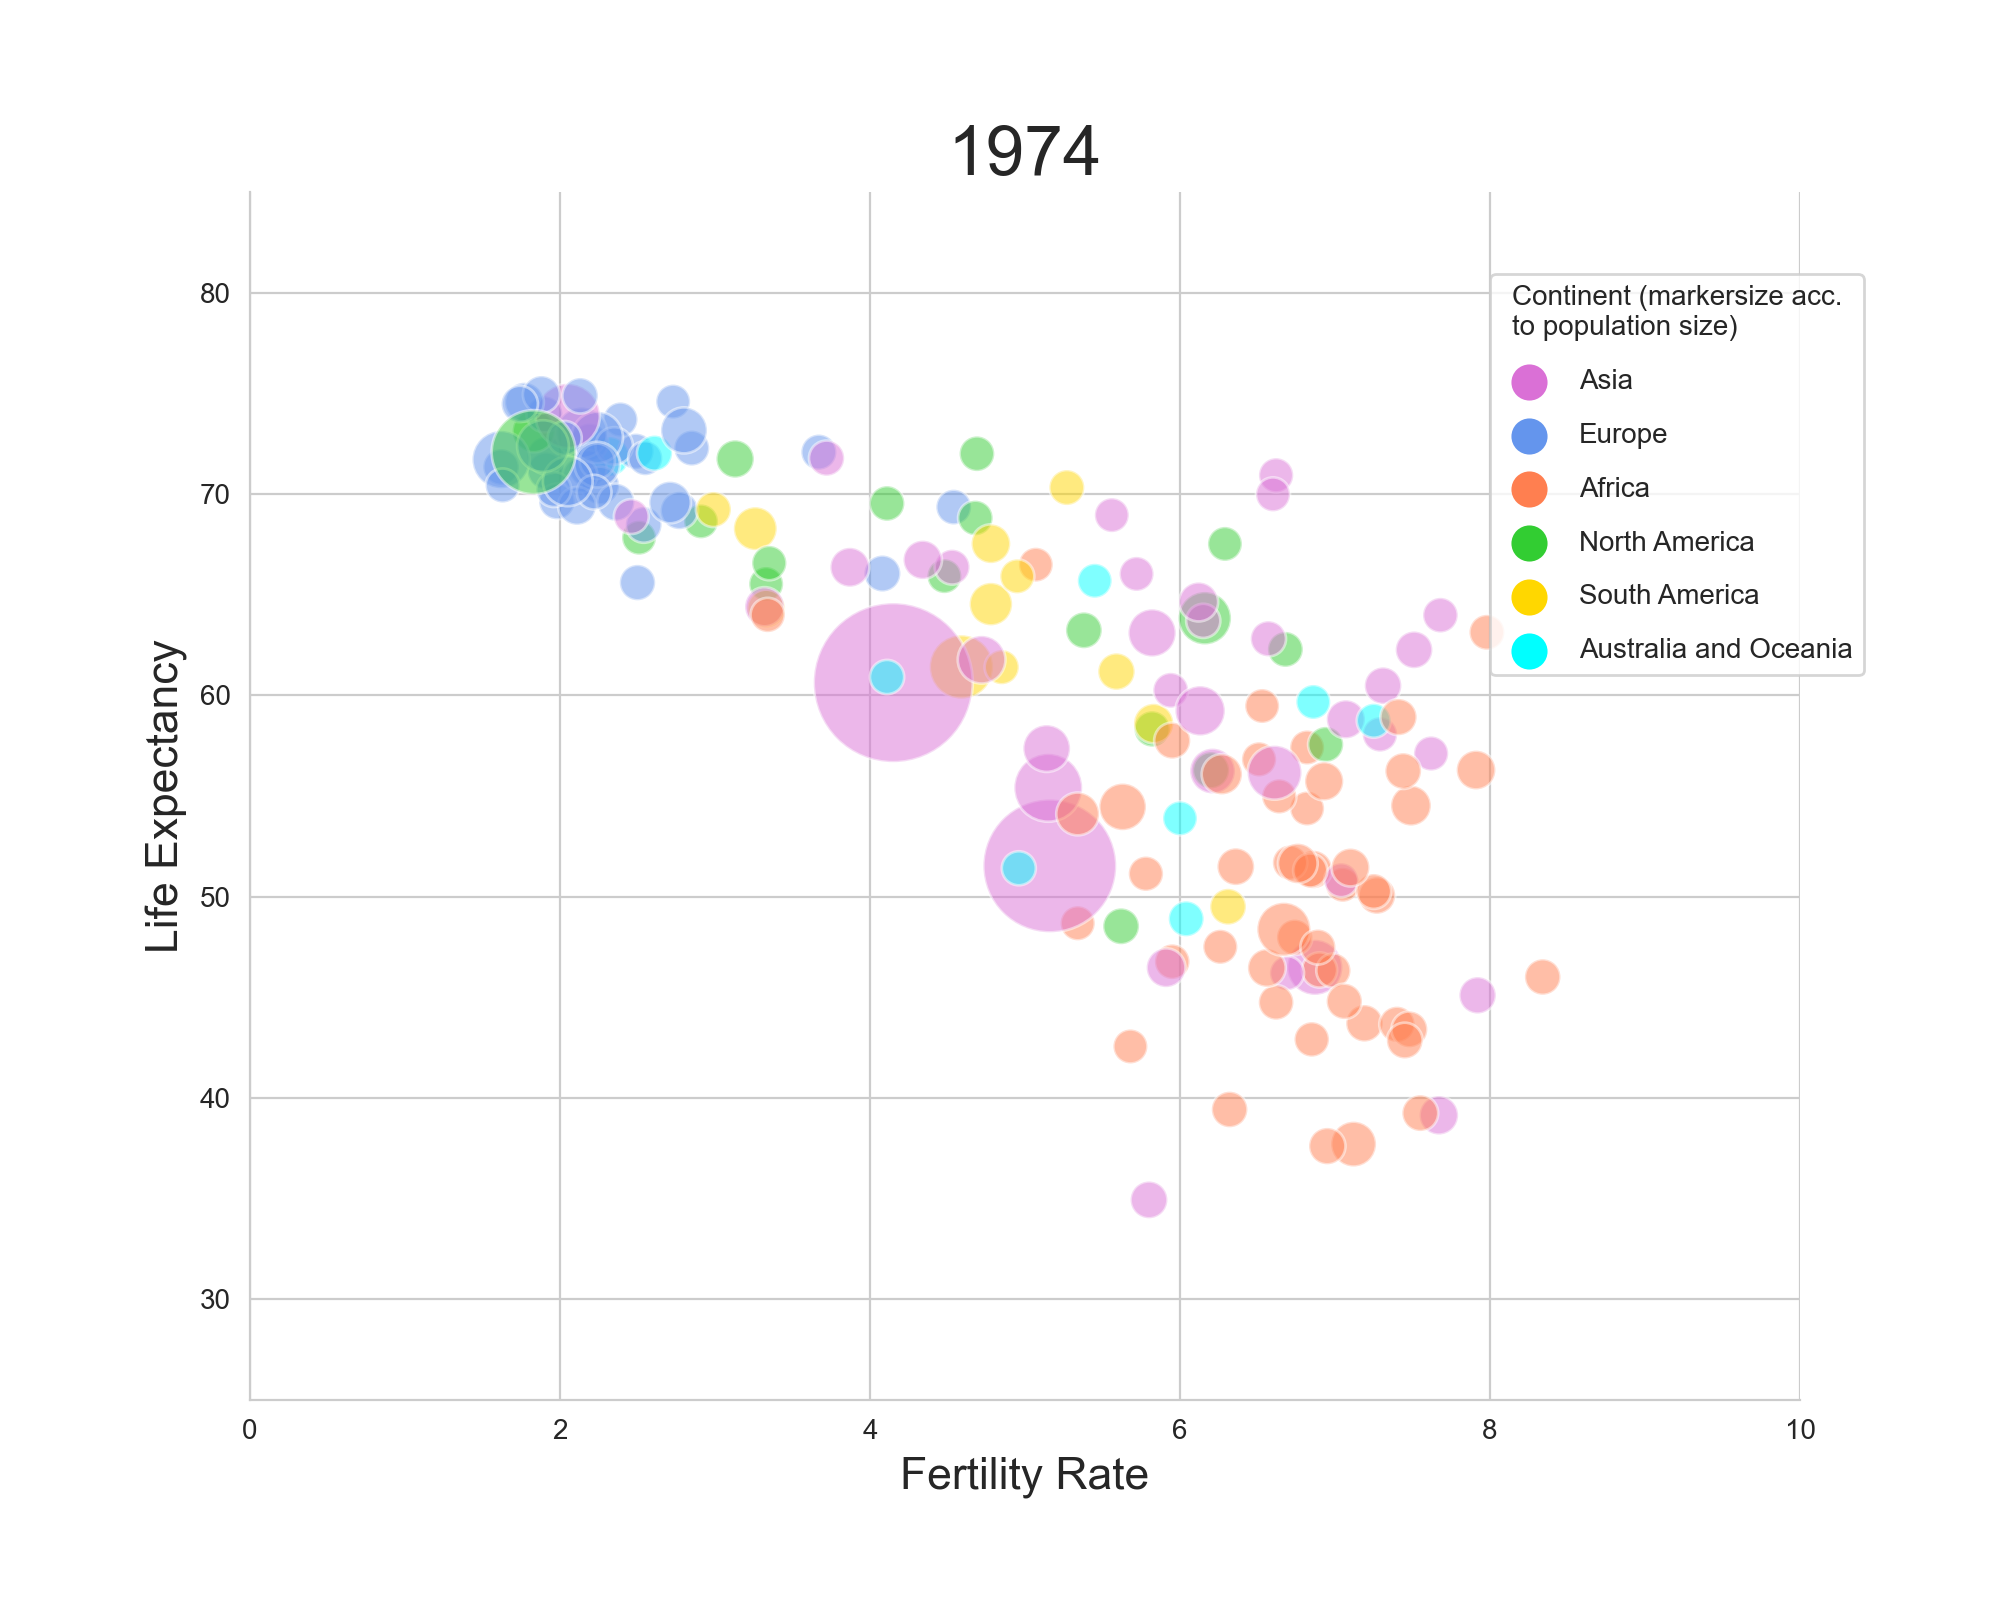 1974
Continent (markersize acc.
to population size)
Asia
Europe
Africa
North America
South America
Australia and Oceania
Life Expectancy
80
70
60
50
40
30
0 2 4 6 8 10
Fertility Rate